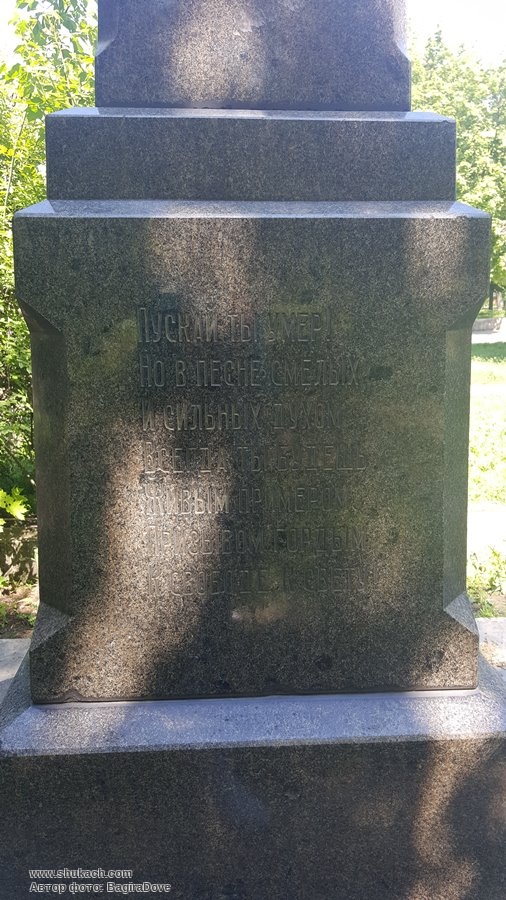 Пускай ты умер!..
Но в песне смелых
И сильных духом
Всегда ты будешь
Живым примером,
Призывом гордым
К свободе, к свету!
www.shukach.com
Автор фото: BagiraDove